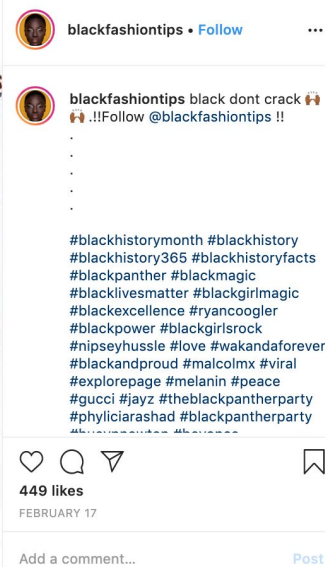 blackfashiontips • Follow
blackfashiontips black dont crack 🙌🏾
🙌🏾 .!!Follow @blackfashiontips !!
.
.
.
.
.
#blackhistorymonth #blackhistory
#blackhistory365 #blackhistoryfacts
#blackpanther #blackmagic
#blacklivesmatter #blackgirlmagic
#blackexcellence #ryancoogler
#blackpower #blackgirlsrock
#nipseyhussle #love #wakandaforever
#blackandproud #malcolmx #viral
#explorepage #melanin #peace
#gucci #jayz #theblackpantherparty
#phyliciarashad #blackpantherparty
449 likes
FEBRUARY 17
Add a comment...
Post